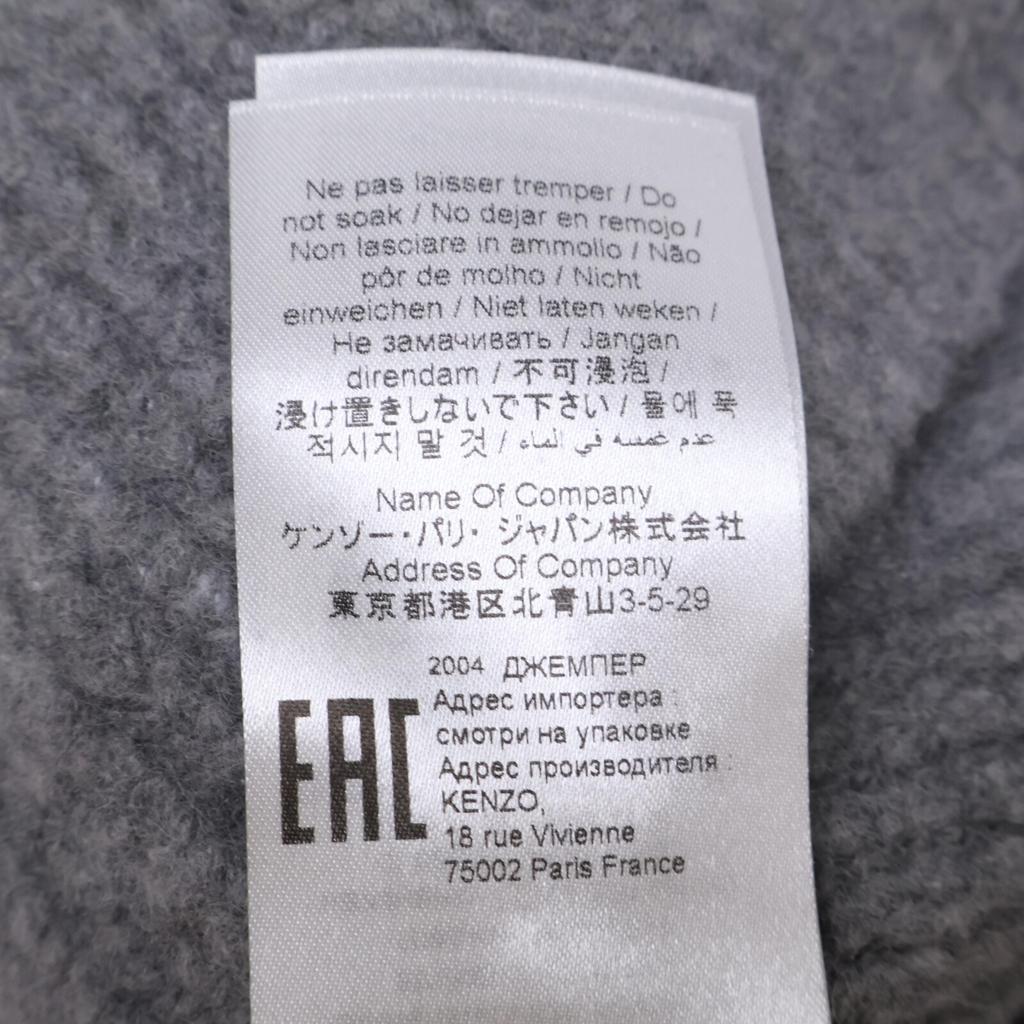 Ne pas laisser tremper / Do
not soak / No dejar en remojo /
Non lasciare in ammollo / Não
pôr de molho / Nicht
einweichen / Niet laten weken /
Не замачивать / Jangan
direndam / 不可浸泡 /
浸け置きしないで下さい / 물에 푹
적시지 말 것 / عدم غمسه في الماء
Name Of Company
ケンゾー・パリ・ジャパン株式会社
Address Of Company
東京都港区北青山3-5-29
2004 ДЖЕМПЕР
EAC
Адрес импортера :
смотри на упаковке
Адрес производителя :
KENZO,
18 rue Vivienne
75002 Paris France